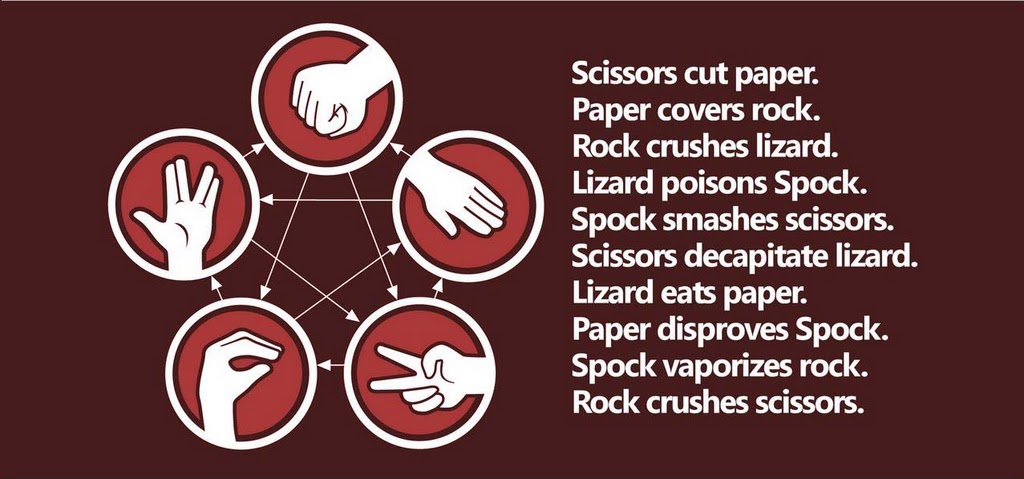 Scissors cut paper.
Paper covers rock.
Rock crushes lizard.
Lizard poisons Spock.
Spock smashes scissors.
Scissors decapitate lizard.
Lizard eats paper.
Paper disproves Spock.
Spock vaporizes rock.
Rock crushes scissors.